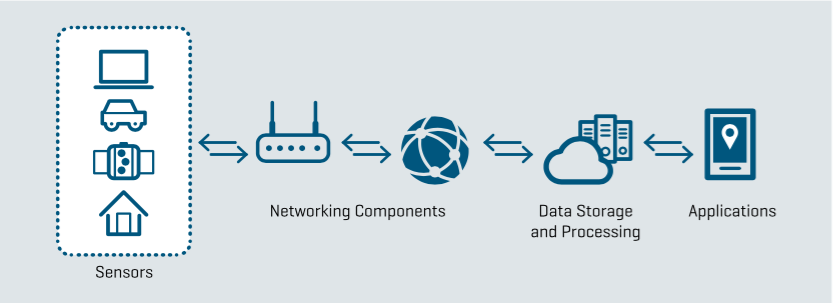 Networking Components
Data Storage
and Processing
Applications
Sensors